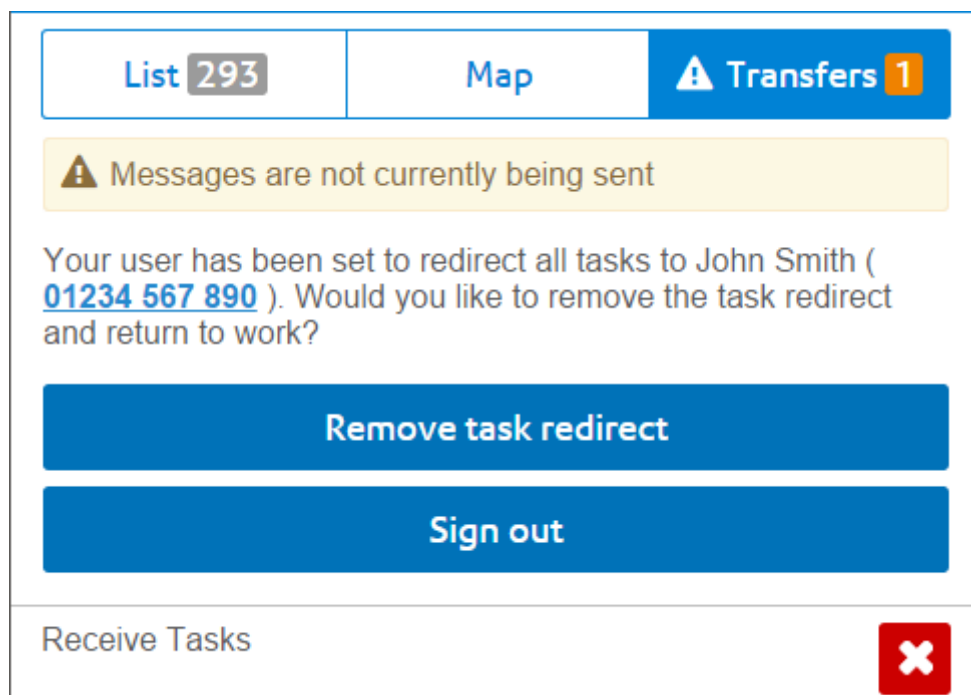 List 293 Map Transfers 1
Messages are not currently being sent
Your user has been set to redirect all tasks to John Smith (
01234 567 890 ). Would you like to remove the task redirect
and return to work?
Remove task redirect
Sign out
Receive Tasks